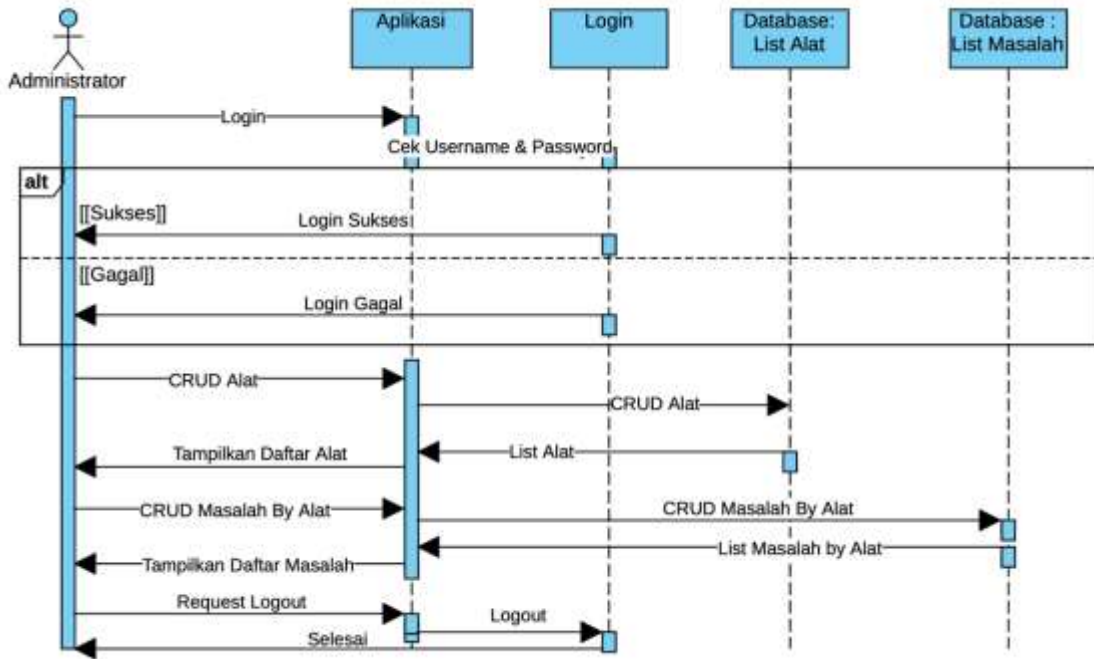 Aplikasi
Login
Database:
List Alat
Database :
List Masalah
Administrator
Login
Cek Username & Password
alt
[[Sukses]]
Login Sukses
[[Gagal]]
Login Gagal
CRUD Alat
CRUD Alat
List Alat
Tampilkan Daftar Alat
CRUD Masalah By Alat
CRUD Masalah By Alat
List Masalah by Alat
Tampilkan Daftar Masalah
Request Logout
Logout
Selesai